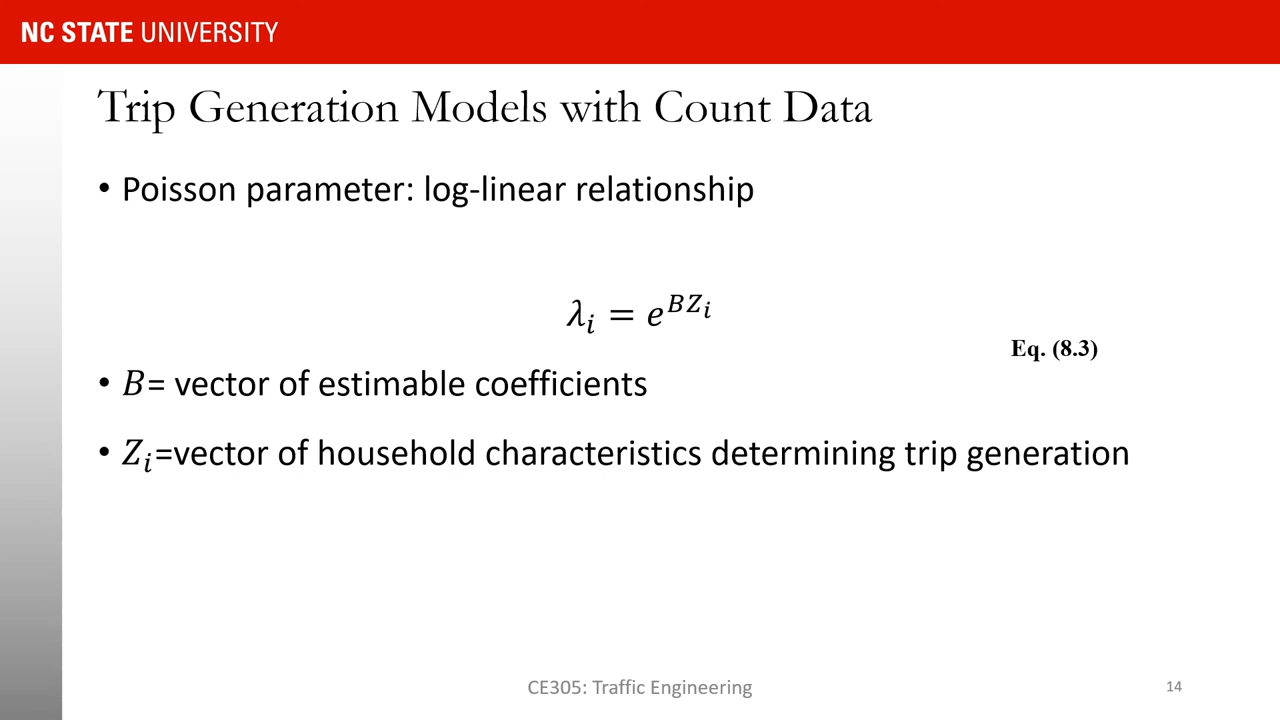 NC STATE UNIVERSITY
Trip Generation Models with Count Data
• Poisson parameter: log-linear relationship
λᵢ = e^{BZᵢ}
Eq. (8.3)
• B= vector of estimable coefficients
• Zᵢ=vector of household characteristics determining trip generation
CE305: Traffic Engineering
14